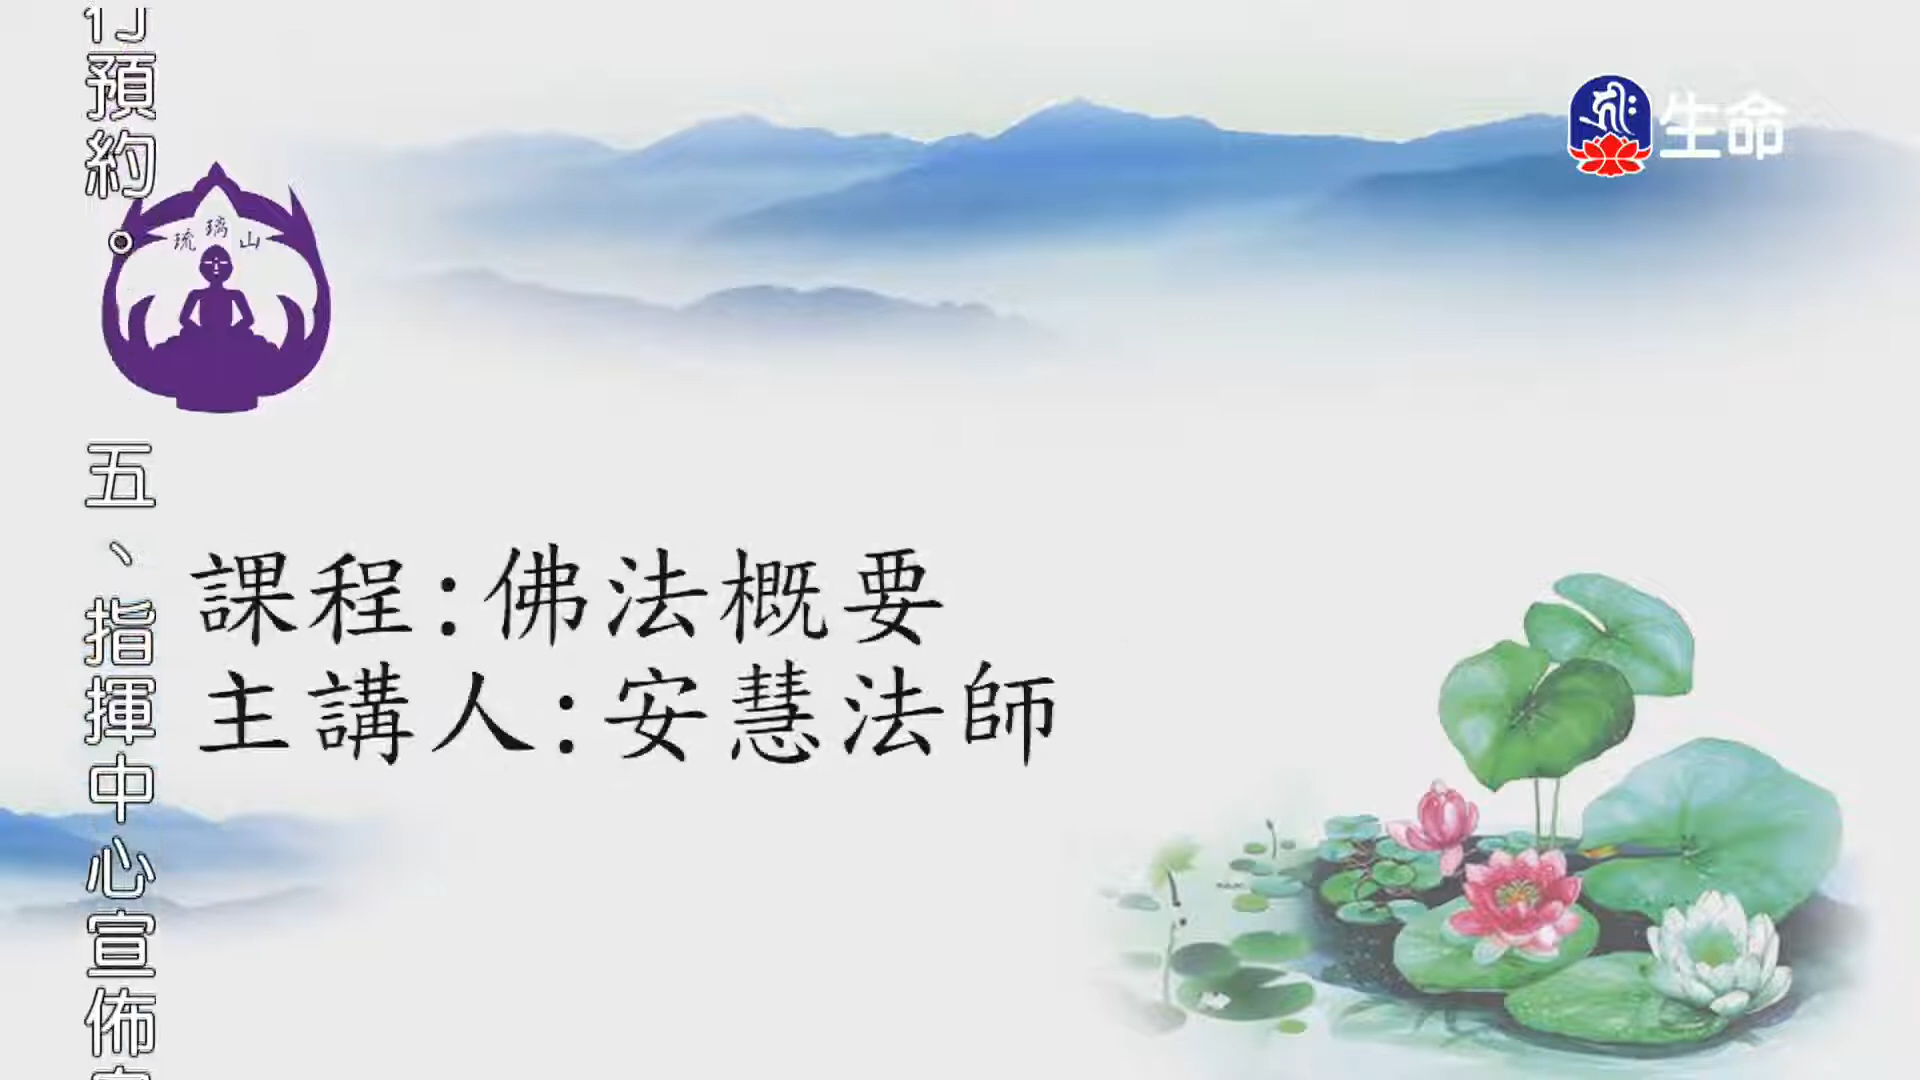 預約。 五、指揮中心宣佈
琉璃山
生命
課程:佛法概要
主講人:安慧法師